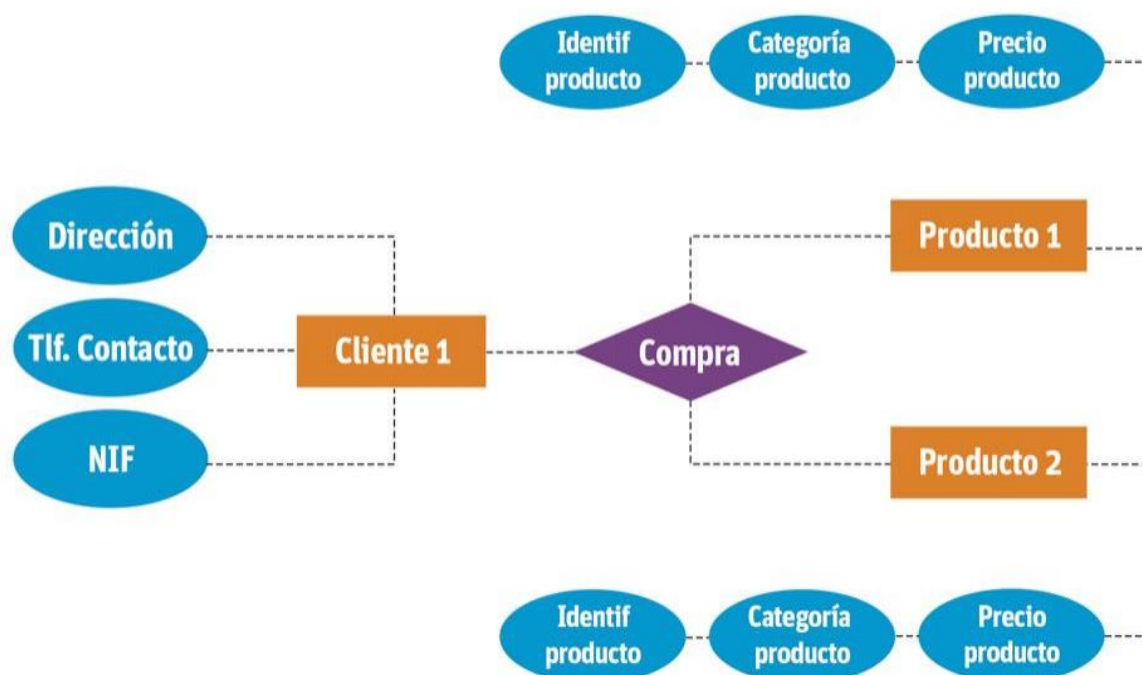 Identif
producto
Categoría
producto
Precio
producto
Dirección
Producto 1
Tlf. Contacto
Cliente 1
Compra
NIF
Producto 2
Identif
producto
Categoría
producto
Precio
producto